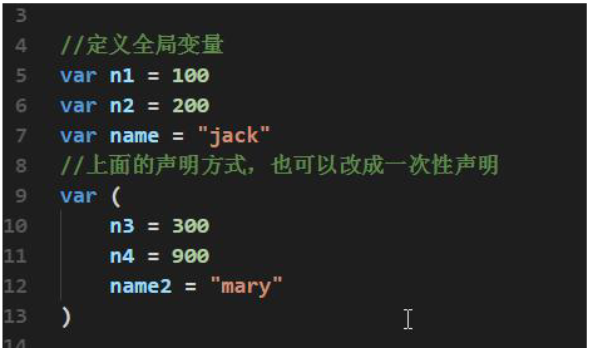 3
4 //定义全局变量
5 var n1 = 100
6 var n2 = 200
7 var name = "jack"
8 //上面的声明方式，也可以改成一次性声明
9 var (
10 n3 = 300
11 n4 = 900
12 name2 = "mary"
13 )
14